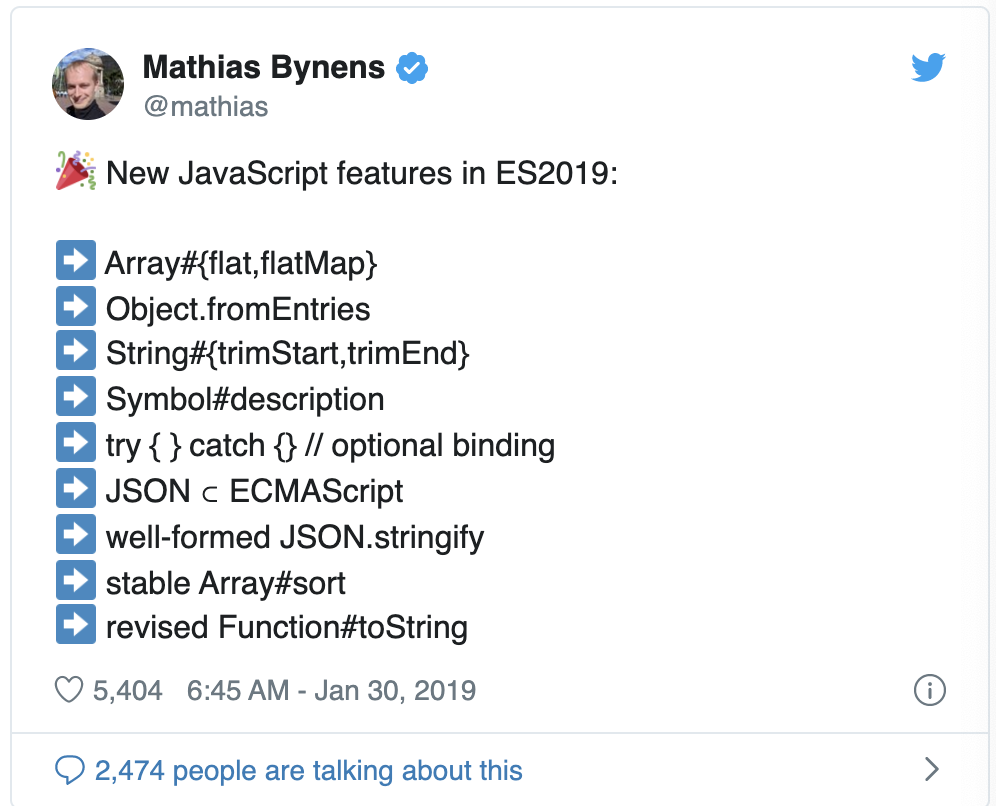 Mathias Bynens
@mathias
🎉 New JavaScript features in ES2019:
➡️ Array#{flat,flatMap}
➡️ Object.fromEntries
➡️ String#{trimStart,trimEnd}
➡️ Symbol#description
➡️ try { } catch {} // optional binding
➡️ JSON ⊂ ECMAScript
➡️ well-formed JSON.stringify
➡️ stable Array#sort
➡️ revised Function#toString
5,404 6:45 AM - Jan 30, 2019
2,474 people are talking about this